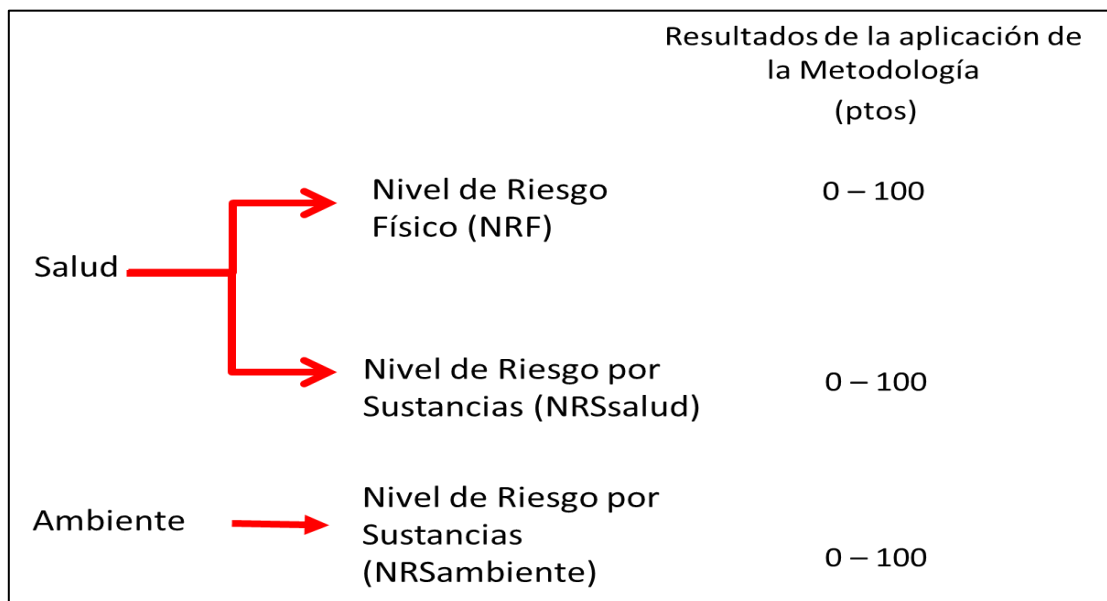 Resultados de la aplicación de
la Metodología
(ptos)
Salud
Nivel de Riesgo
Físico (NRF)
0 – 100
Nivel de Riesgo por
Sustancias (NRSsalud)
0 – 100
Ambiente
Nivel de Riesgo por
Sustancias
(NRSambiente)
0 – 100